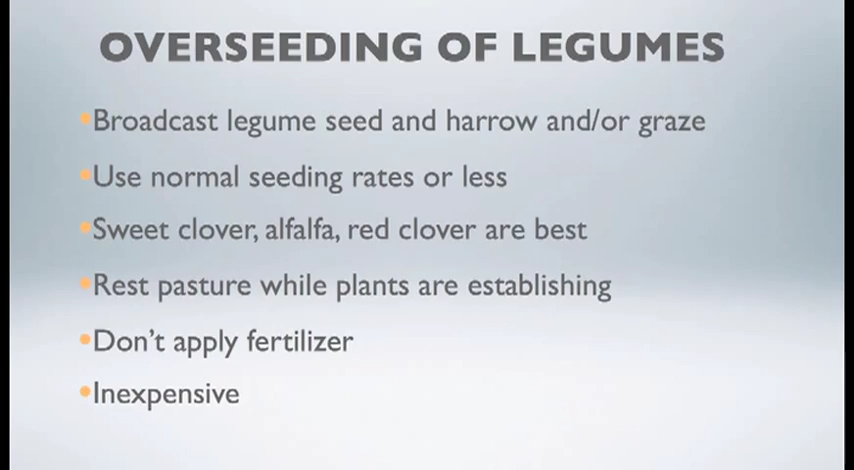 OVERSEEDING OF LEGUMES
•Broadcast legume seed and harrow and/or graze
•Use normal seeding rates or less
•Sweet clover, alfalfa, red clover are best
•Rest pasture while plants are establishing
•Don’t apply fertilizer
•Inexpensive